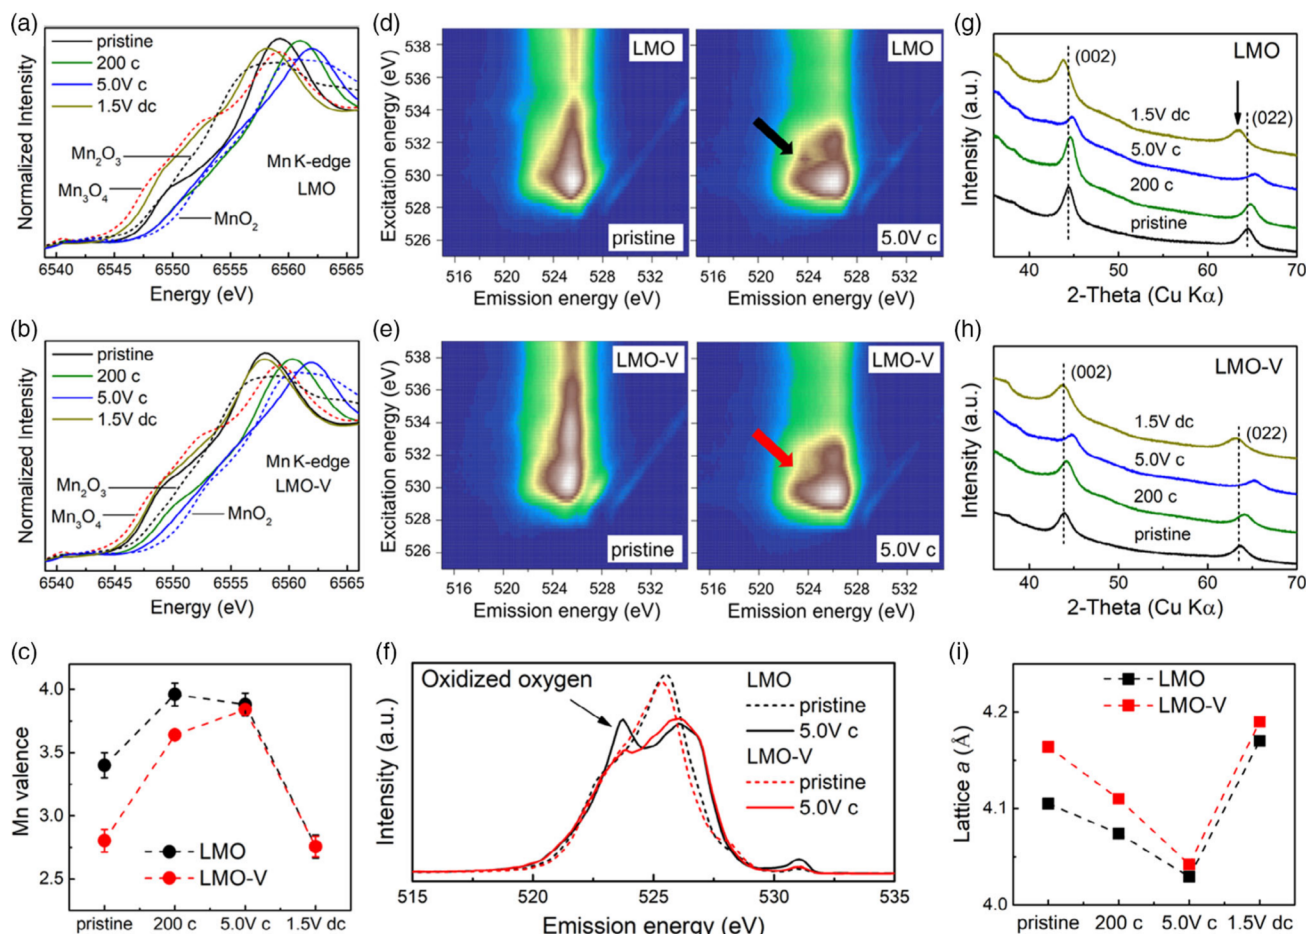 (a)
Normalized Intensity
pristine
200 c
5.0V c
1.5V dc
Mn2O3
Mn3O4
MnO2
Mn K-edge
LMO
6540 6545 6550 6555 6560 6565
Energy (eV)
(d)
Excitation energy (eV)
538
536
534
532
530
528
526
LMO
pristine
516 520 524 528 532
Emission energy (eV)
LMO
5.0V c
516 520 524 528 532
Emission energy (eV)
(g)
Intensity (a.u.)
LMO
(002)
(022)
1.5V dc
5.0V c
200 c
pristine
40 50 60 70
2-Theta (Cu Kα)
(b)
Normalized Intensity
pristine
200 c
5.0V c
1.5V dc
Mn2O3
Mn3O4
MnO2
Mn K-edge
LMO-V
6540 6545 6550 6555 6560 6565
Energy (eV)
(e)
Excitation energy (eV)
538
536
534
532
530
528
526
LMO-V
pristine
516 520 524 528 532
Emission energy (eV)
LMO-V
5.0V c
516 520 524 528 532
Emission energy (eV)
(h)
Intensity (a.u.)
LMO-V
(002)
(022)
1.5V dc
5.0V c
200 c
pristine
40 50 60 70
2-Theta (Cu Kα)
(c)
Mn valence
4.0
3.5
3.0
2.5
LMO
LMO-V
pristine 200 c 5.0V c 1.5V dc
(f)
Intensity (a.u.)
Oxidized oxygen
LMO
pristine
5.0V c
LMO-V
pristine
5.0V c
515 520 525 530 535
Emission energy (eV)
(i)
Lattice a (Å)
4.2
4.1
4.0
LMO
LMO-V
pristine 200 c 5.0V c 1.5V dc